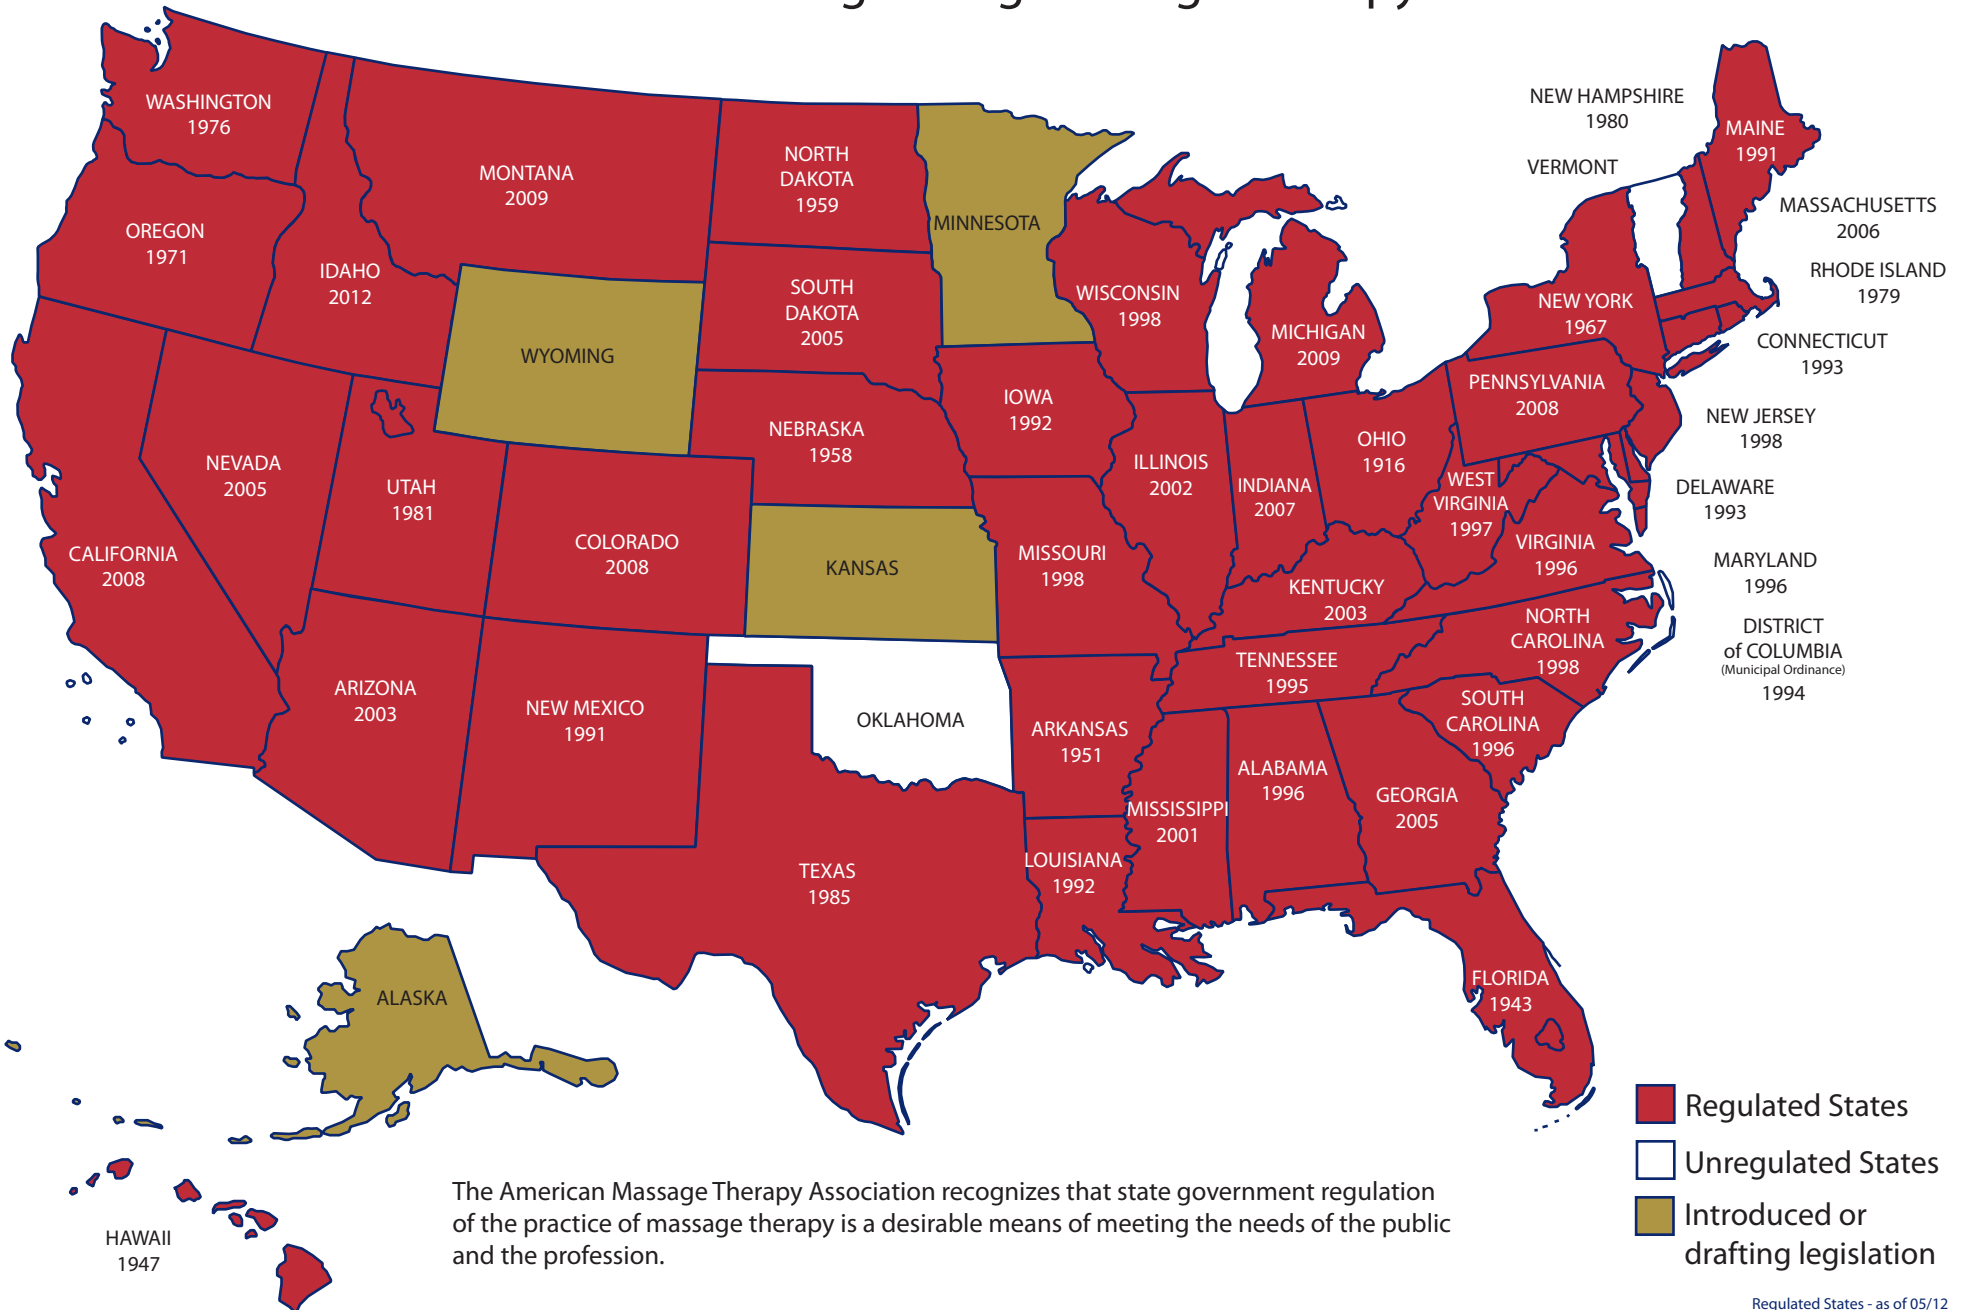 WASHINGTON
1976
OREGON
1971
IDAHO
2012
MONTANA
2009
NORTH
DAKOTA
1959
MINNESOTA
SOUTH
DAKOTA
2005
WYOMING
WISCONSIN
1998
MICHIGAN
2009
NEW HAMPSHIRE
1980
VERMONT
MAINE
1991
MASSACHUSETTS
2006
RHODE ISLAND
1979
NEW YORK
1967
CONNECTICUT
1993
PENNSYLVANIA
2008
NEW JERSEY
1998
NEVADA
2005
UTAH
1981
CALIFORNIA
2008
COLORADO
2008
NEBRASKA
1958
IOWA
1992
KANSAS
MISSOURI
1998
ILLINOIS
2002
INDIANA
2007
OHIO
1916
WEST
VIRGINIA
1997
VIRGINIA
1996
KENTUCKY
2003
DELAWARE
1993
MARYLAND
1996
DISTRICT
of COLUMBIA
(Municipal Ordinance)
1994
NORTH
CAROLINA
1998
TENNESSEE
1995
SOUTH
CAROLINA
1996
ARIZONA
2003
NEW MEXICO
1991
OKLAHOMA
ARKANSAS
1951
MISSISSIPPI
2001
ALABAMA
1996
GEORGIA
2005
TEXAS
1985
LOUISIANA
1992
FLORIDA
1943
ALASKA
HAWAII
1947
The American Massage Therapy Association recognizes that state government regulation
of the practice of massage therapy is a desirable means of meeting the needs of the public
and the profession.
Regulated States
Unregulated States
Introduced or
drafting legislation
Regulated States - as of 05/12